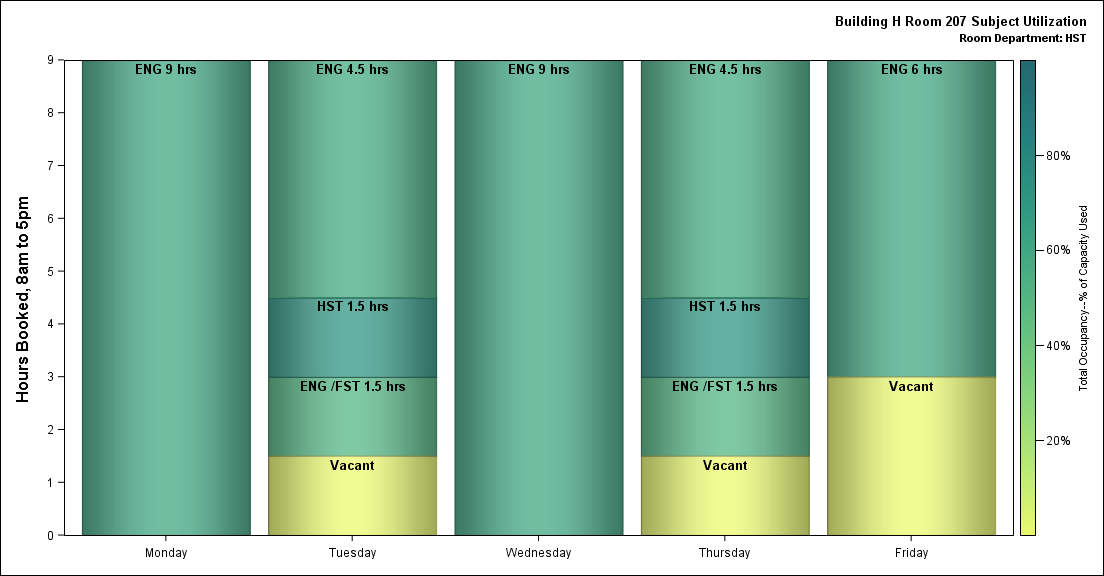 Building H Room 207 Subject Utilization
Room Department: HST
Hours Booked, 8am to 5pm
9
8
7
6
5
4
3
2
1
0
ENG 9 hrs
ENG 4.5 hrs
HST 1.5 hrs
ENG /FST 1.5 hrs
Vacant
ENG 9 hrs
ENG 4.5 hrs
HST 1.5 hrs
ENG /FST 1.5 hrs
Vacant
ENG 6 hrs
Vacant
Monday
Tuesday
Wednesday
Thursday
Friday
80%
60%
40%
20%
Total Occupancy--% of Capacity Used